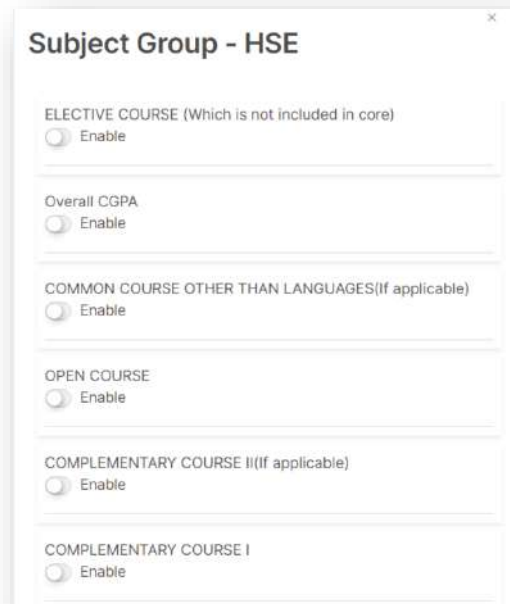 ×
Subject Group - HSE
ELECTIVE COURSE (Which is not included in core)
Enable
Overall CGPA
Enable
COMMON COURSE OTHER THAN LANGUAGES(If applicable)
Enable
OPEN COURSE
Enable
COMPLEMENTARY COURSE II(If applicable)
Enable
COMPLEMENTARY COURSE I
Enable